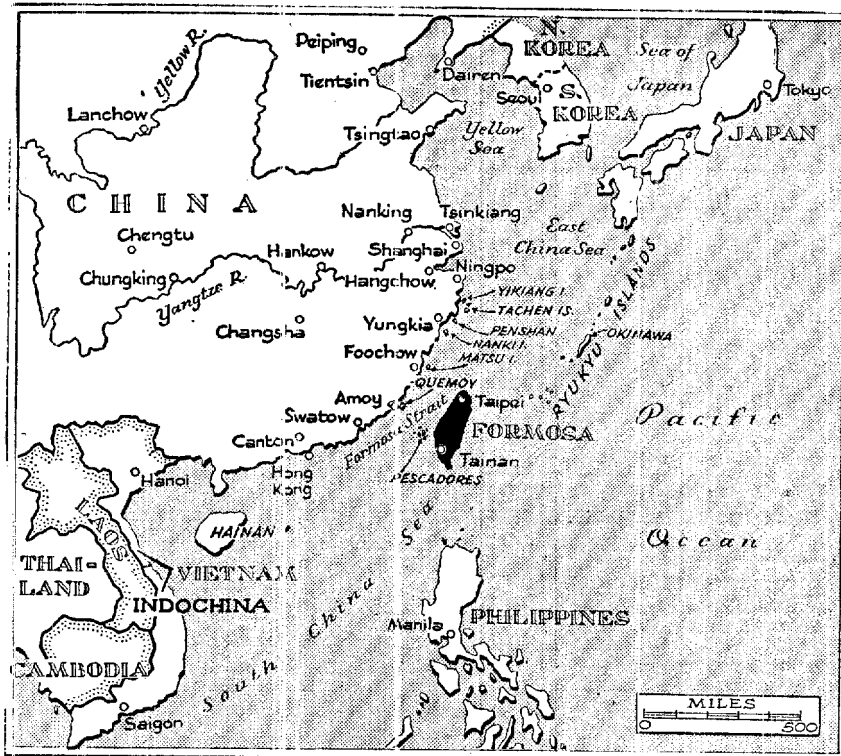 Yellow R.
Peiping
Tientsin
Dairen
N.
KOREA
Seoul
S.
KOREA
Sea of
Japan
Tokyo
JAPAN
Lanchow
Tsingtao
Yellow
Sea
CHINA
Nanking
Tsinkiang
East
China Sea
Chengtu
Hankow
Shanghai
Ningpo
Chungking
Hangchow
Yangtze R.
YIKIANG I.
TACHEN IS.
Changsha
Yungkia
PENSHAN
NANKI I.
OKINAWA
RYUKYU ISLANDS
Foochow
MATSU I.
QUEMOY
Amoy
Taipei
Swatow
Formosa Strait
FORMOSA
Pacific
Canton
Tainan
Hong
Kong
PESCADORES
Hanoi
LAOS
HAINAN
Ocean
THAI-
LAND
VIETNAM
INDOCHINA
South China Sea
PHILIPPINES
Manila
CAMBODIA
Saigon
MILES
0
500